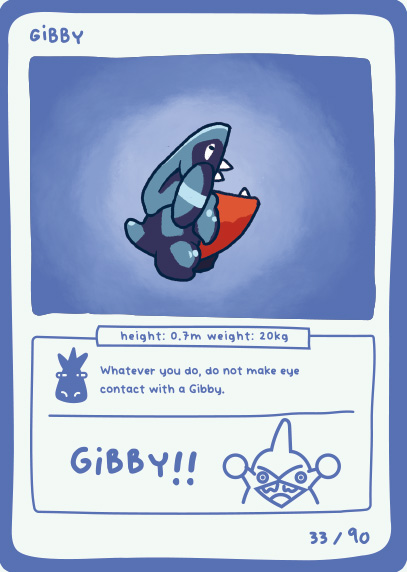 GiBBY
height: 0.7m weight: 20kg
Whatever you do, do not make eye
contact with a Gibby.
GiBBY!!
33 / 90